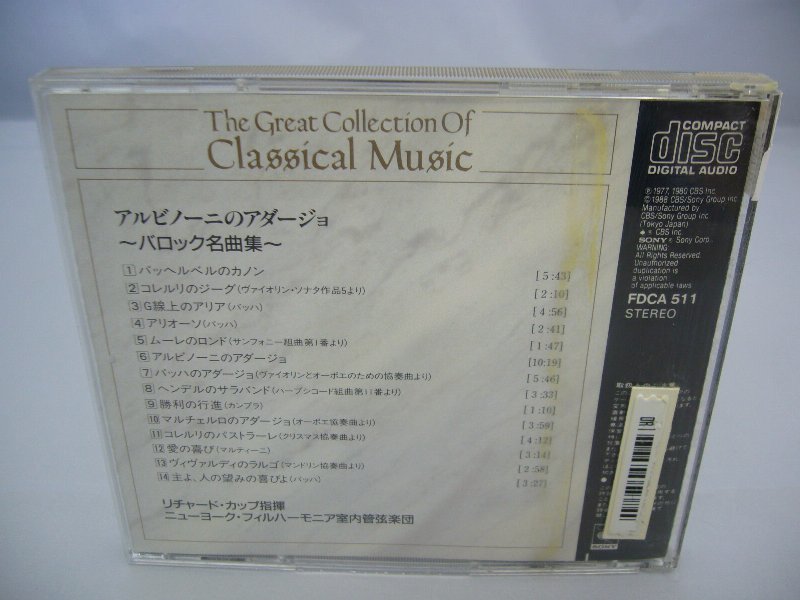 The Great Collection Of
Classical Music
アルビノーニのアダージョ
〜バロック名曲集〜
1 パッヘルベルのカノン [5:43]
2 コレルリのジーグ(ヴァイオリン・ソナタ作品5より) [2:10]
3 G線上のアリア(バッハ) [4:56]
4 アリオーソ(バッハ) [2:41]
5 ムーレのロンド(サンフォニー組曲第1番より) [1:47]
6 アルビノーニのアダージョ [10:19]
7 バッハのアダージョ(ヴァイオリンとオーボエのための協奏曲より) [5:46]
8 ヘンデルのサラバンド(ハープシコード組曲第11番より) [3:33]
9 勝利の行進(カンプラ) [1:10]
10 マルチェルロのアダージョ(オーボエ協奏曲より) [3:59]
11 コレルリのパストラーレ(クリスマス協奏曲より) [4:12]
12 愛の喜び(マルティーニ) [3:14]
13 ヴィヴァルディのラルゴ(マンドリン協奏曲より) [2:58]
14 主よ、人の望みの喜びよ(バッハ) [3:27]
リチャード・カップ指揮
ニューヨーク・フィルハーモニア室内管弦楽団
COMPACT
disc
DIGITAL AUDIO
℗ 1977, 1980 CBS Inc.
© 1988 CBS/Sony Group Inc.
Manufactured by
CBS/Sony Group Inc.
(Tokyo Japan)
® CBS Inc.
SONY ® Sony Corp.
WARNING:
All Rights Reserved.
Unauthorized
duplication is
a violation
of applicable laws.
FDCA 511
STEREO
SONY